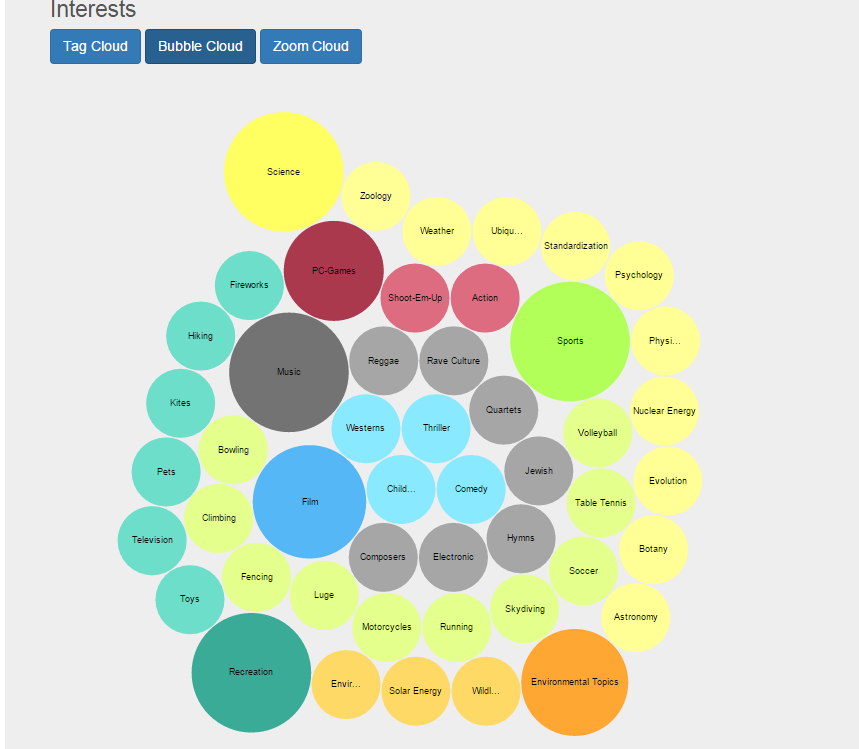 Interests
Tag Cloud
Bubble Cloud
Zoom Cloud
Science
Zoology
Weather
Ubiqu...
Standardization
Psychology
PC-Games
Fireworks
Shoot-Em-Up
Action
Hiking
Sports
Physi...
Music
Reggae
Rave Culture
Kites
Quartets
Nuclear Energy
Westerns
Thriller
Volleyball
Bowling
Pets
Jewish
Evolution
Film
Child...
Comedy
Table Tennis
Climbing
Television
Hymns
Botany
Composers
Electronic
Soccer
Fencing
Toys
Luge
Skydiving
Astronomy
Motorcycles
Running
Recreation
Envir...
Solar Energy
Wildl...
Environmental Topics